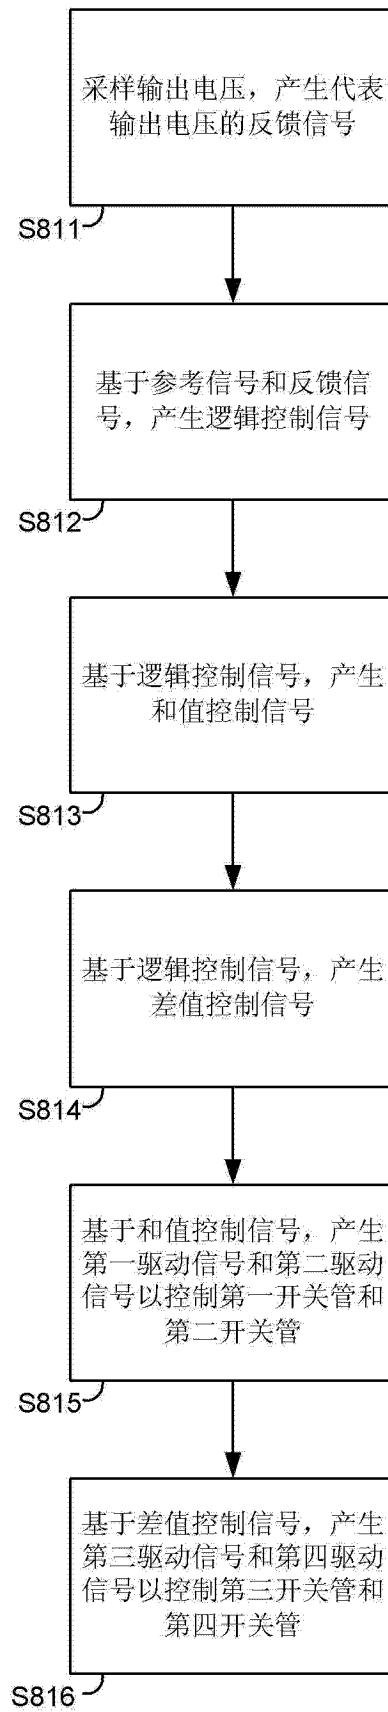 采样输出电压，产生代表
输出电压的反馈信号
S811
基于参考信号和反馈信
号，产生逻辑控制信号
S812
基于逻辑控制信号，产生
和值控制信号
S813
基于逻辑控制信号，产生
差值控制信号
S814
基于和值控制信号，产生
第一驱动信号和第二驱动
信号以控制第一开关管和
第二开关管
S815
基于差值控制信号，产生
第三驱动信号和第四驱动
信号以控制第三开关管和
第四开关管
S816